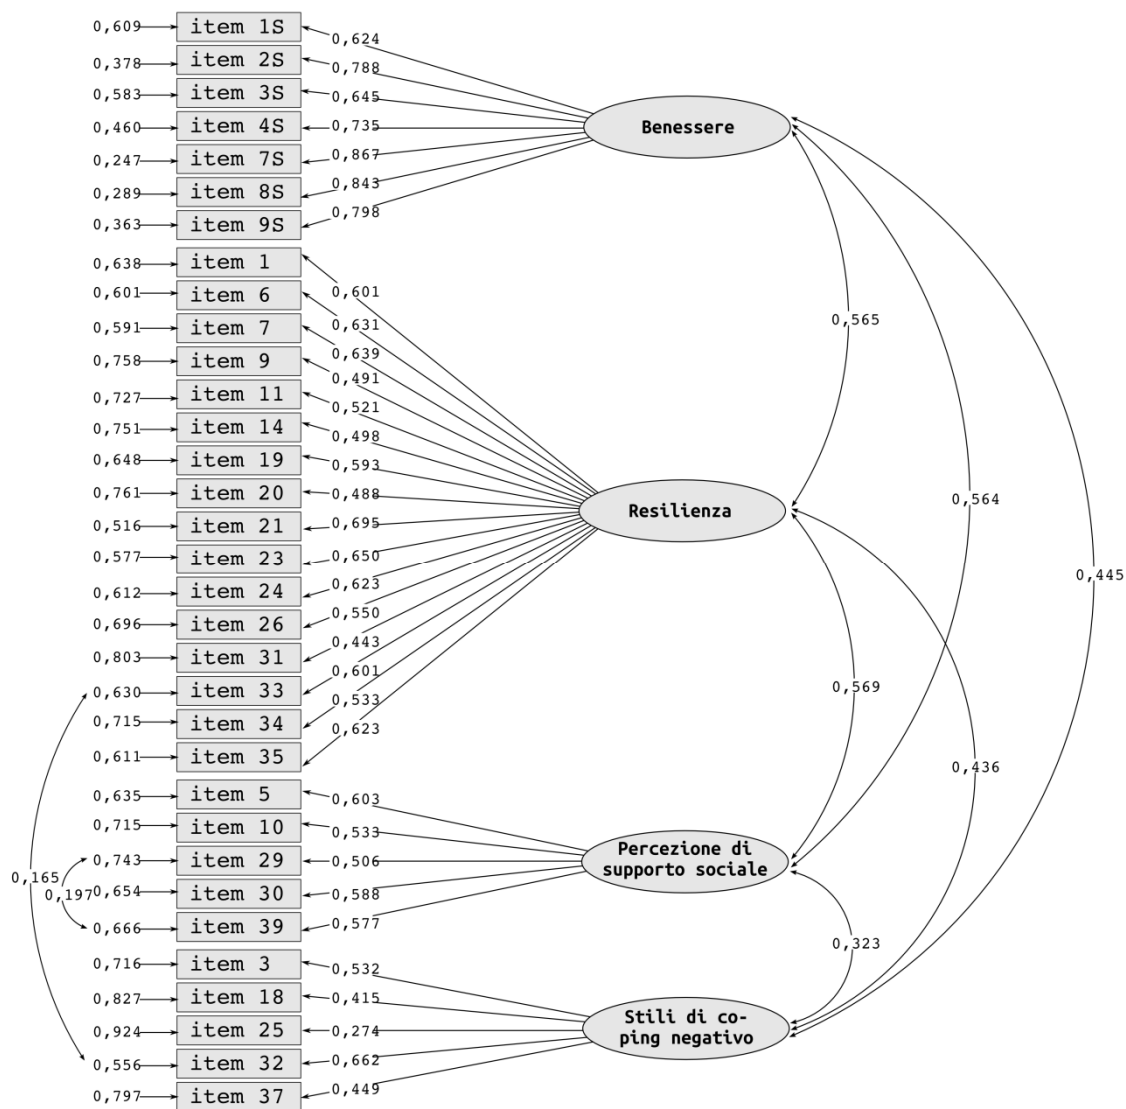 0,609 item 1S 0,624
0,378 item 2S 0,788
0,583 item 3S 0,645
0,460 item 4S 0,735
0,247 item 7S 0,867
0,289 item 8S 0,843
0,363 item 9S 0,798
Benessere
0,638 item 1 0,601
0,601 item 6 0,631
0,591 item 7 0,639
0,758 item 9 0,491
0,727 item 11 0,521
0,751 item 14 0,498
0,648 item 19 0,593
0,761 item 20 0,488
0,516 item 21 0,695
0,577 item 23 0,650
0,612 item 24 0,623
0,696 item 26 0,550
0,803 item 31 0,443
0,630 item 33 0,601
0,715 item 34 0,533
0,611 item 35 0,623
Resilienza
0,635 item 5 0,603
0,715 item 10 0,533
0,743 item 29 0,506
0,654 item 30 0,588
0,666 item 39 0,577
Percezione di
supporto sociale
0,716 item 3 0,532
0,827 item 18 0,415
0,924 item 25 0,274
0,556 item 32 0,662
0,797 item 37 0,449
Stili di co-
ping negativo
0,165
0,197
0,565
0,564
0,445
0,569
0,436
0,323